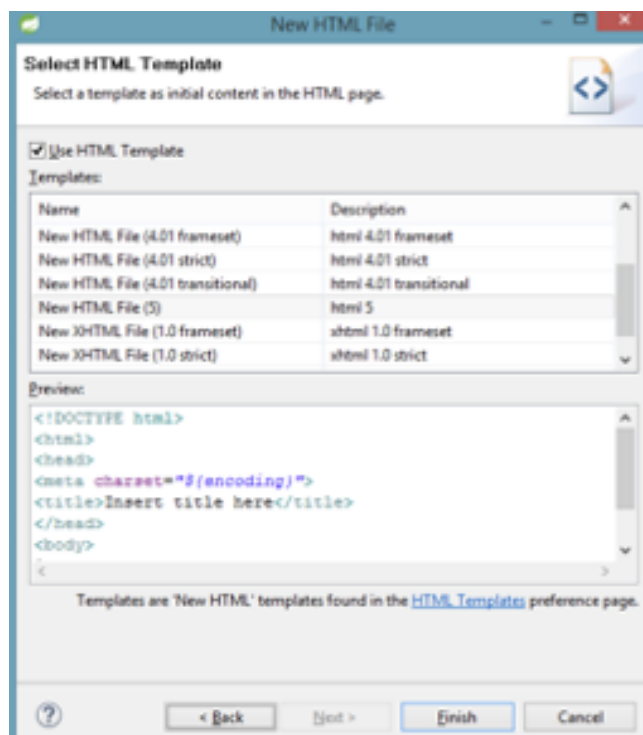 New HTML File
Select HTML Template
Select a template as initial content in the HTML page.
Use HTML Template
Templates:
Name Description
New HTML File (4.01 frameset) html 4.01 frameset
New HTML File (4.01 strict) html 4.01 strict
New HTML File (4.01 transitional) html 4.01 transitional
New HTML File (5) html 5
New XHTML File (1.0 frameset) xhtml 1.0 frameset
New XHTML File (1.0 strict) xhtml 1.0 strict
Preview:
<!DOCTYPE html>
<html>
<head>
<meta charset="${encoding}">
<title>Insert title here</title>
</head>
<body>
Templates are 'New HTML' templates found in the HTML Templates preference page.
< Back Next > Finish Cancel